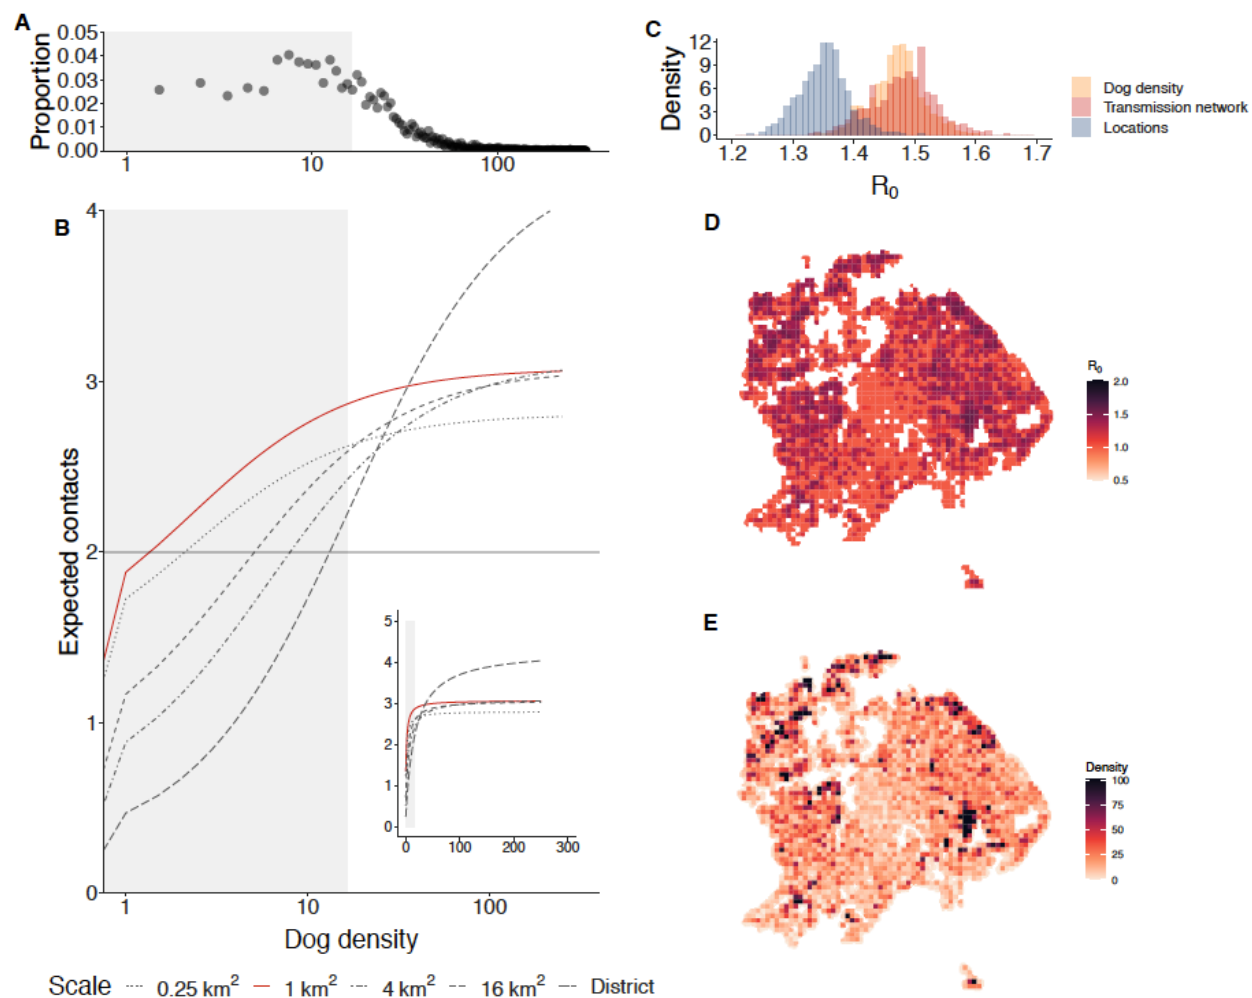 A
Proportion
0.05
0.04
0.03
0.02
0.01
0.00
1 10 100
B
Expected contacts
4
3
2
1
0
1 10 100
Dog density
5
4
3
2
1
0
0 100 200 300
Scale 0.25 km² 1 km² 4 km² 16 km² District
C
Density
12
9
6
3
0
1.2 1.3 1.4 1.5 1.6 1.7
R₀
Dog density
Transmission network
Locations
D
R₀
2.0
1.5
1.0
0.5
E
Density
100
75
50
25
0